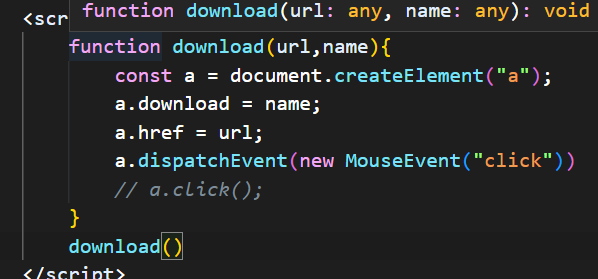 function download(url: any, name: any): void
<scr
function download(url,name){
const a = document.createElement("a");
a.download = name;
a.href = url;
a.dispatchEvent(new MouseEvent("click"))
// a.click();
}
download()
</script>